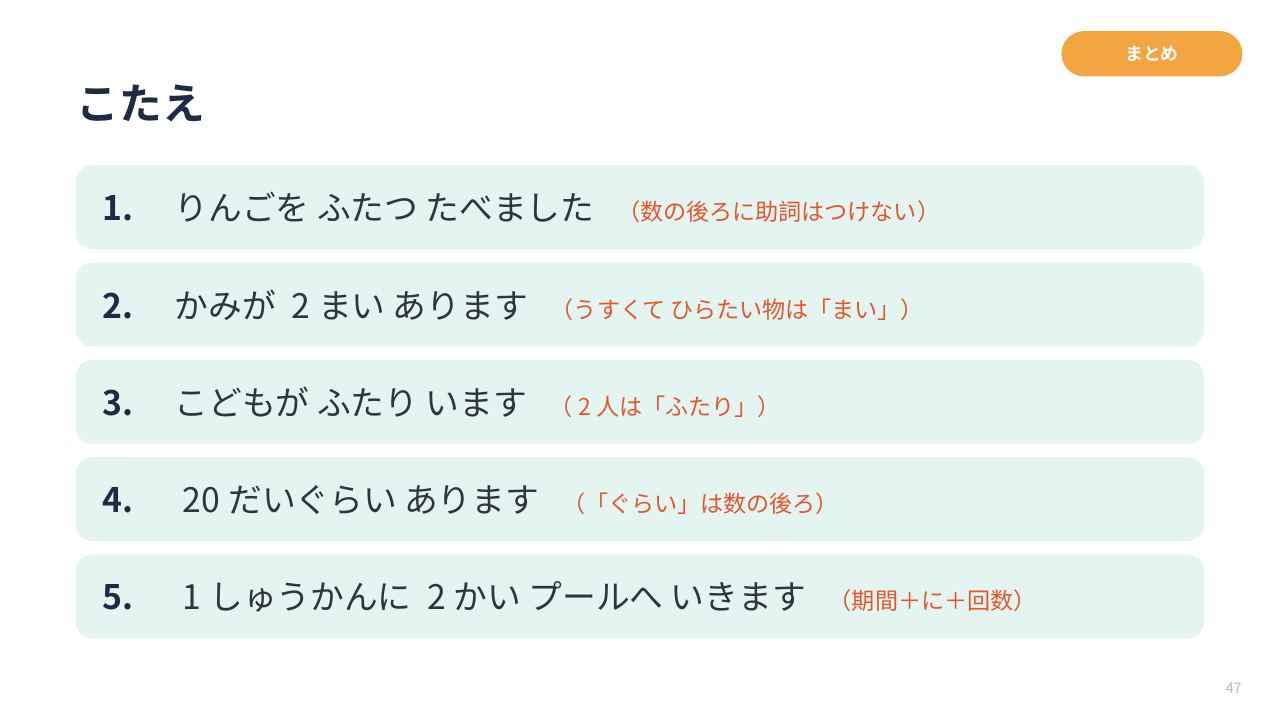 まとめ
こたえ
1. りんごを ふたつ たべました （数の後ろに助詞はつけない）
2. かみが 2 まい あります （うすくて ひらたい物は「まい」）
3. こどもが ふたり います （ 2 人は「ふたり」）
4. 20 だいぐらい あります （「ぐらい」は数の後ろ）
5. 1 しゅうかんに 2 かい プールへ いきます （期間＋に＋回数）
47